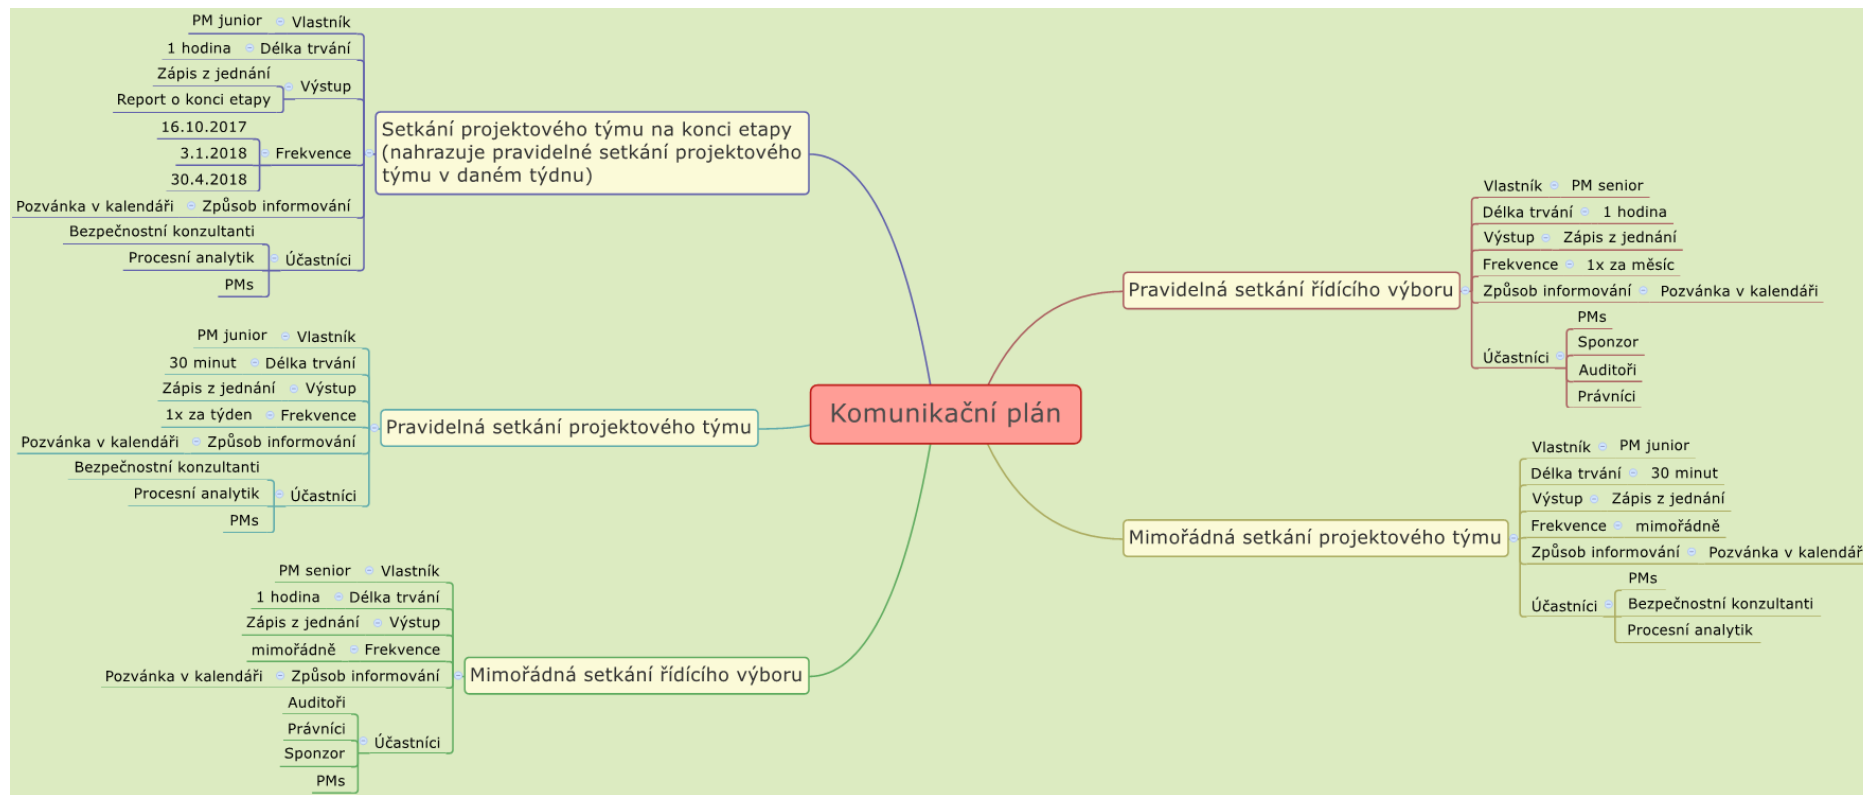 Komunikační plán
Setkání projektového týmu na konci etapy
(nahrazuje pravidelné setkání projektového
týmu v daném týdnu)
PM junior Vlastník
1 hodina Délka trvání
Zápis z jednání
Výstup
Report o konci etapy
16.10.2017
3.1.2018 Frekvence
30.4.2018
Pozvánka v kalendáři Způsob informování
Bezpečnostní konzultanti
Procesní analytik Účastníci
PMs
Pravidelná setkání projektového týmu
PM junior Vlastník
30 minut Délka trvání
Zápis z jednání Výstup
1x za týden Frekvence
Pozvánka v kalendáři Způsob informování
Bezpečnostní konzultanti
Procesní analytik Účastníci
PMs
Mimořádná setkání řídícího výboru
PM senior Vlastník
1 hodina Délka trvání
Zápis z jednání Výstup
mimořádně Frekvence
Pozvánka v kalendáři Způsob informování
Auditoři
Právníci
Účastníci
Sponzor
PMs
Pravidelná setkání řídícího výboru
Vlastník PM senior
Délka trvání 1 hodina
Výstup Zápis z jednání
Frekvence 1x za měsíc
Způsob informování Pozvánka v kalendáři
PMs
Sponzor
Účastníci
Auditoři
Právníci
Mimořádná setkání projektového týmu
Vlastník PM junior
Délka trvání 30 minut
Výstup Zápis z jednání
Frekvence mimořádně
Způsob informování Pozvánka v kalendář
PMs
Účastníci Bezpečnostní konzultanti
Procesní analytik